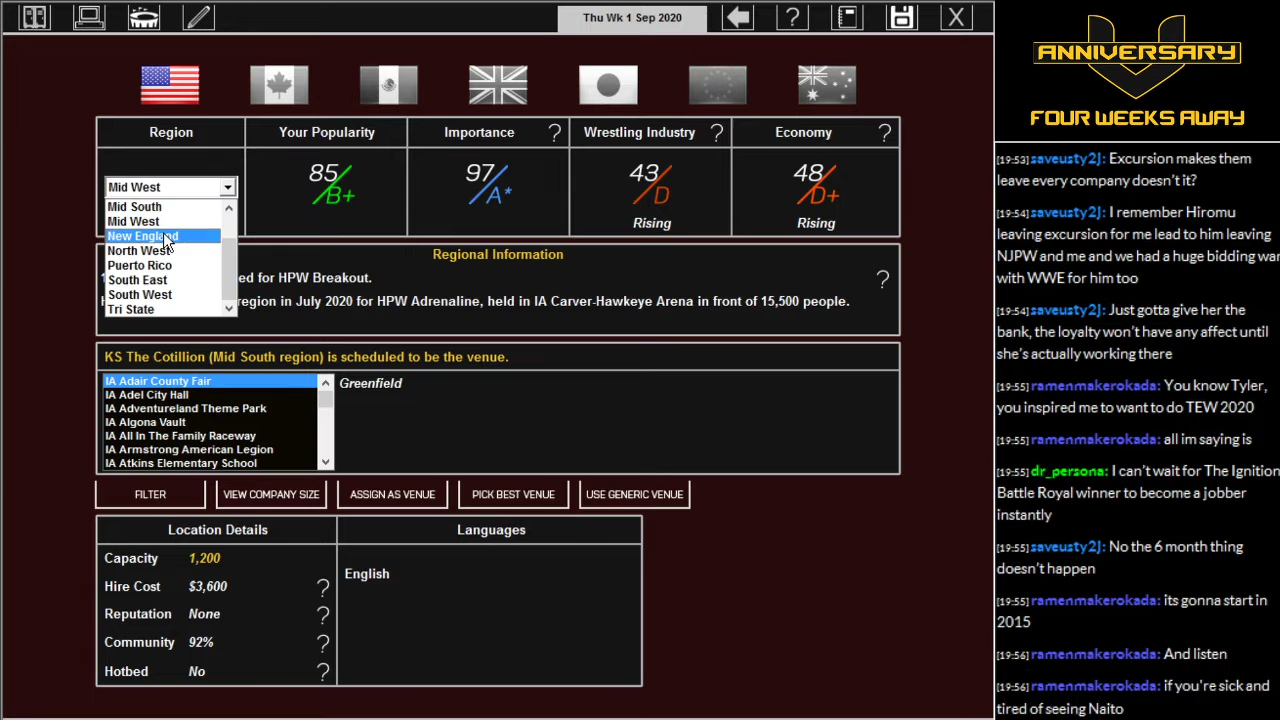 Thu Wk 1 Sep 2020
?
X
ANNIVERSARY
FOUR WEEKS AWAY
Region
Your Popularity
Importance
?
Wrestling Industry
?
Economy
?
Mid West
85
B+
97
A*
43
D
Rising
48
D+
Rising
Mid South
Mid West
New England
North West
Puerto Rico
South East
South West
Tri State
Regional Information
ed for HPW Breakout.
?
region in July 2020 for HPW Adrenaline, held in IA Carver-Hawkeye Arena in front of 15,500 people.
KS The Cotillion (Mid South region) is scheduled to be the venue.
IA Adair County Fair
IA Adel City Hall
IA Adventureland Theme Park
IA Algona Vault
IA All In The Family Raceway
IA Armstrong American Legion
IA Atkins Elementary School
Greenfield
FILTER
VIEW COMPANY SIZE
ASSIGN AS VENUE
PICK BEST VENUE
USE GENERIC VENUE
Location Details
Capacity 1,200
Hire Cost $3,600 ?
Reputation None ?
Community 92% ?
Hotbed No ?
Languages
English
[19:53] saveusty2J: Excursion makes them
leave every company doesn't it?
[19:54] saveusty2J: I remember Hiromu
leaving excursion for me lead to him leaving
NJPW and me and we had a huge bidding war
with WWE for him too
[19:54] saveusty2J: Just gotta give her the
bank, the loyalty won't have any affect until
she's actually working there
[19:55] ramenmakerokada: You know Tyler,
you inspired me to want to do TEW 2020
[19:55] ramenmakerokada: all im saying is
[19:55] dr_persona: I can't wait for The Ignition
Battle Royal winner to become a jobber
instantly
[19:55] saveusty2J: No the 6 month thing
doesn't happen
[19:55] ramenmakerokada: its gonna start in
2015
[19:56] ramenmakerokada: And listen
[19:56] ramenmakerokada: if you're sick and
tired of seeing Naito